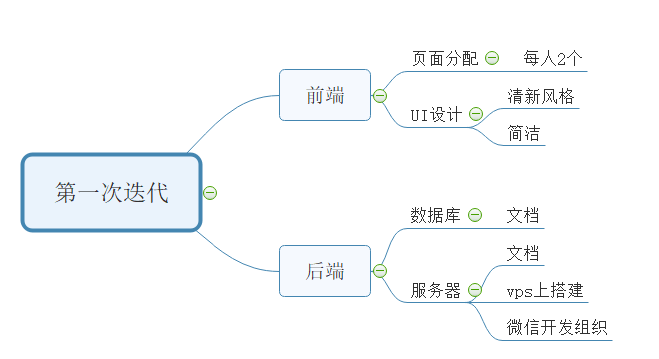 第一次迭代
前端
页面分配
每人2个
UI设计
清新风格
简洁
后端
数据库
文档
服务器
文档
vps上搭建
微信开发组织